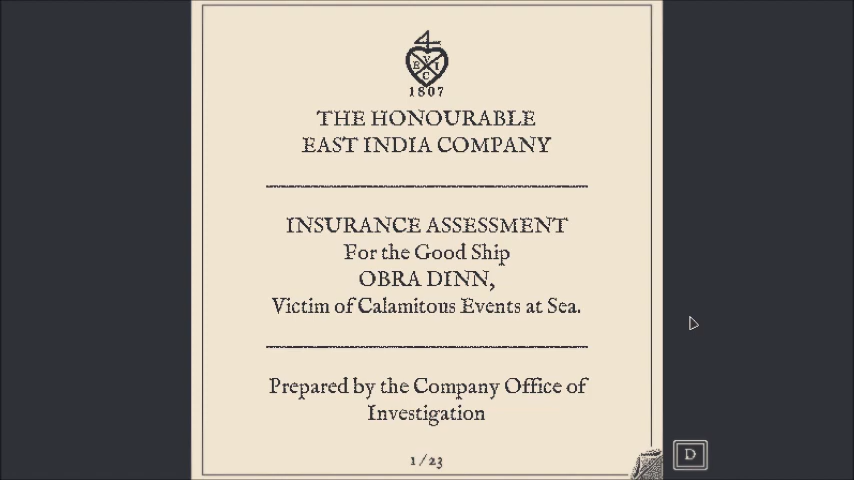 4
V
E I
C
1807
THE HONOURABLE
EAST INDIA COMPANY
INSURANCE ASSESSMENT
For the Good Ship
OBRA DINN,
Victim of Calamitous Events at Sea.
Prepared by the Company Office of
Investigation
1/23
D